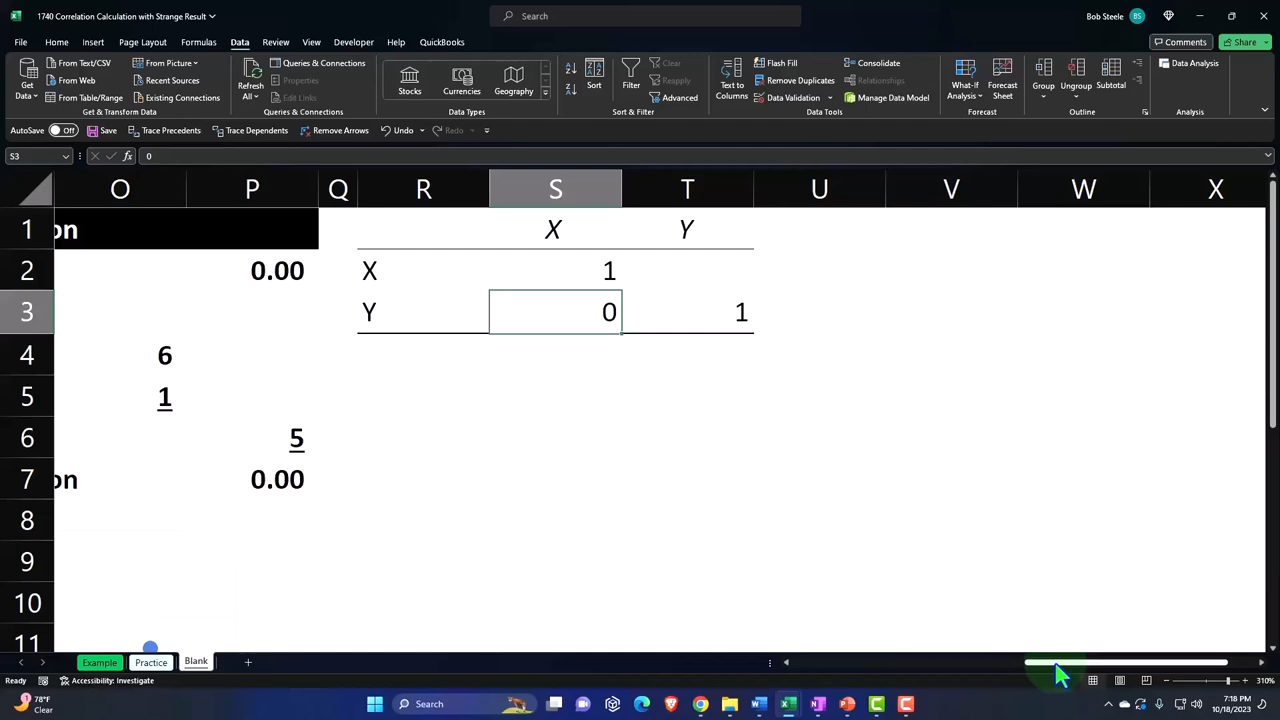 1740 Correlation Calculation with Strange Result
Search
Bob Steele BS
File Home Insert Page Layout Formulas Data Review View Developer Help QuickBooks Comments Share
Get Data
From Text/CSV
From Web
From Table/Range
From Picture
Recent Sources
Existing Connections
Get & Transform Data
Refresh All
Queries & Connections
Properties
Edit Links
Queries & Connections
Stocks Currencies Geography
Data Types
Sort
Filter
Clear
Reapply
Advanced
Sort & Filter
Text to Columns
Flash Fill
Remove Duplicates
Data Validation
Consolidate
Relationships
Manage Data Model
Data Tools
What-If Analysis
Forecast Sheet
Forecast
Group Ungroup Subtotal
Outline
Data Analysis
Analysis
AutoSave Off Save Trace Precedents Trace Dependents Remove Arrows Undo Redo
S3 fx 0
O P Q R S T U V W X
1 on X Y
2 0.00 X 1
3 Y 0 1
4 6
5 1
6 5
7 on 0.00
8
9
10
11
Example Practice Blank
Ready Accessibility: Investigate 310%
78°F
Clear
Search
7:18 PM
10/18/2023